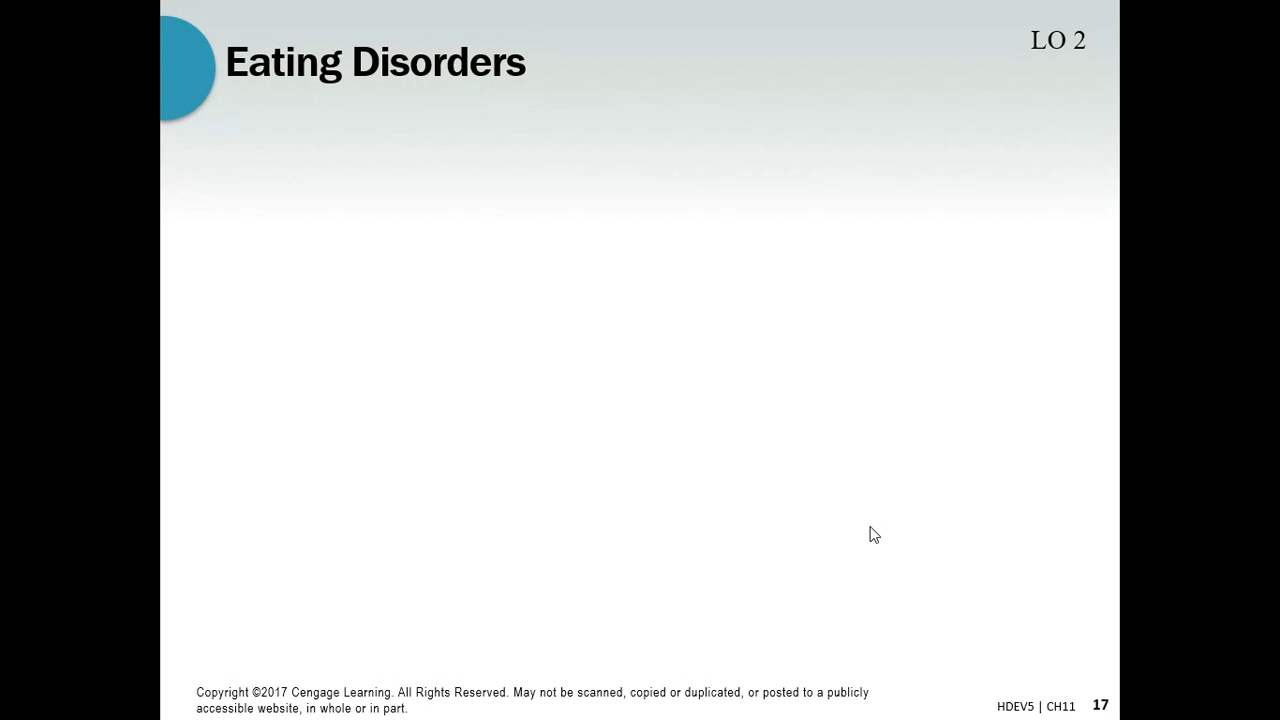 Eating Disorders
LO 2
Copyright ©2017 Cengage Learning. All Rights Reserved. May not be scanned, copied or duplicated, or posted to a publicly
accessible website, in whole or in part.
HDEV5 | CH11 17